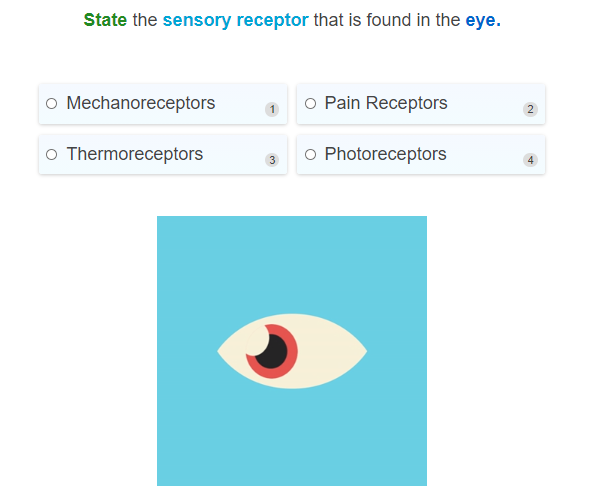 State the sensory receptor that is found in the eye.
Mechanoreceptors 1
Pain Receptors 2
Thermoreceptors 3
Photoreceptors 4